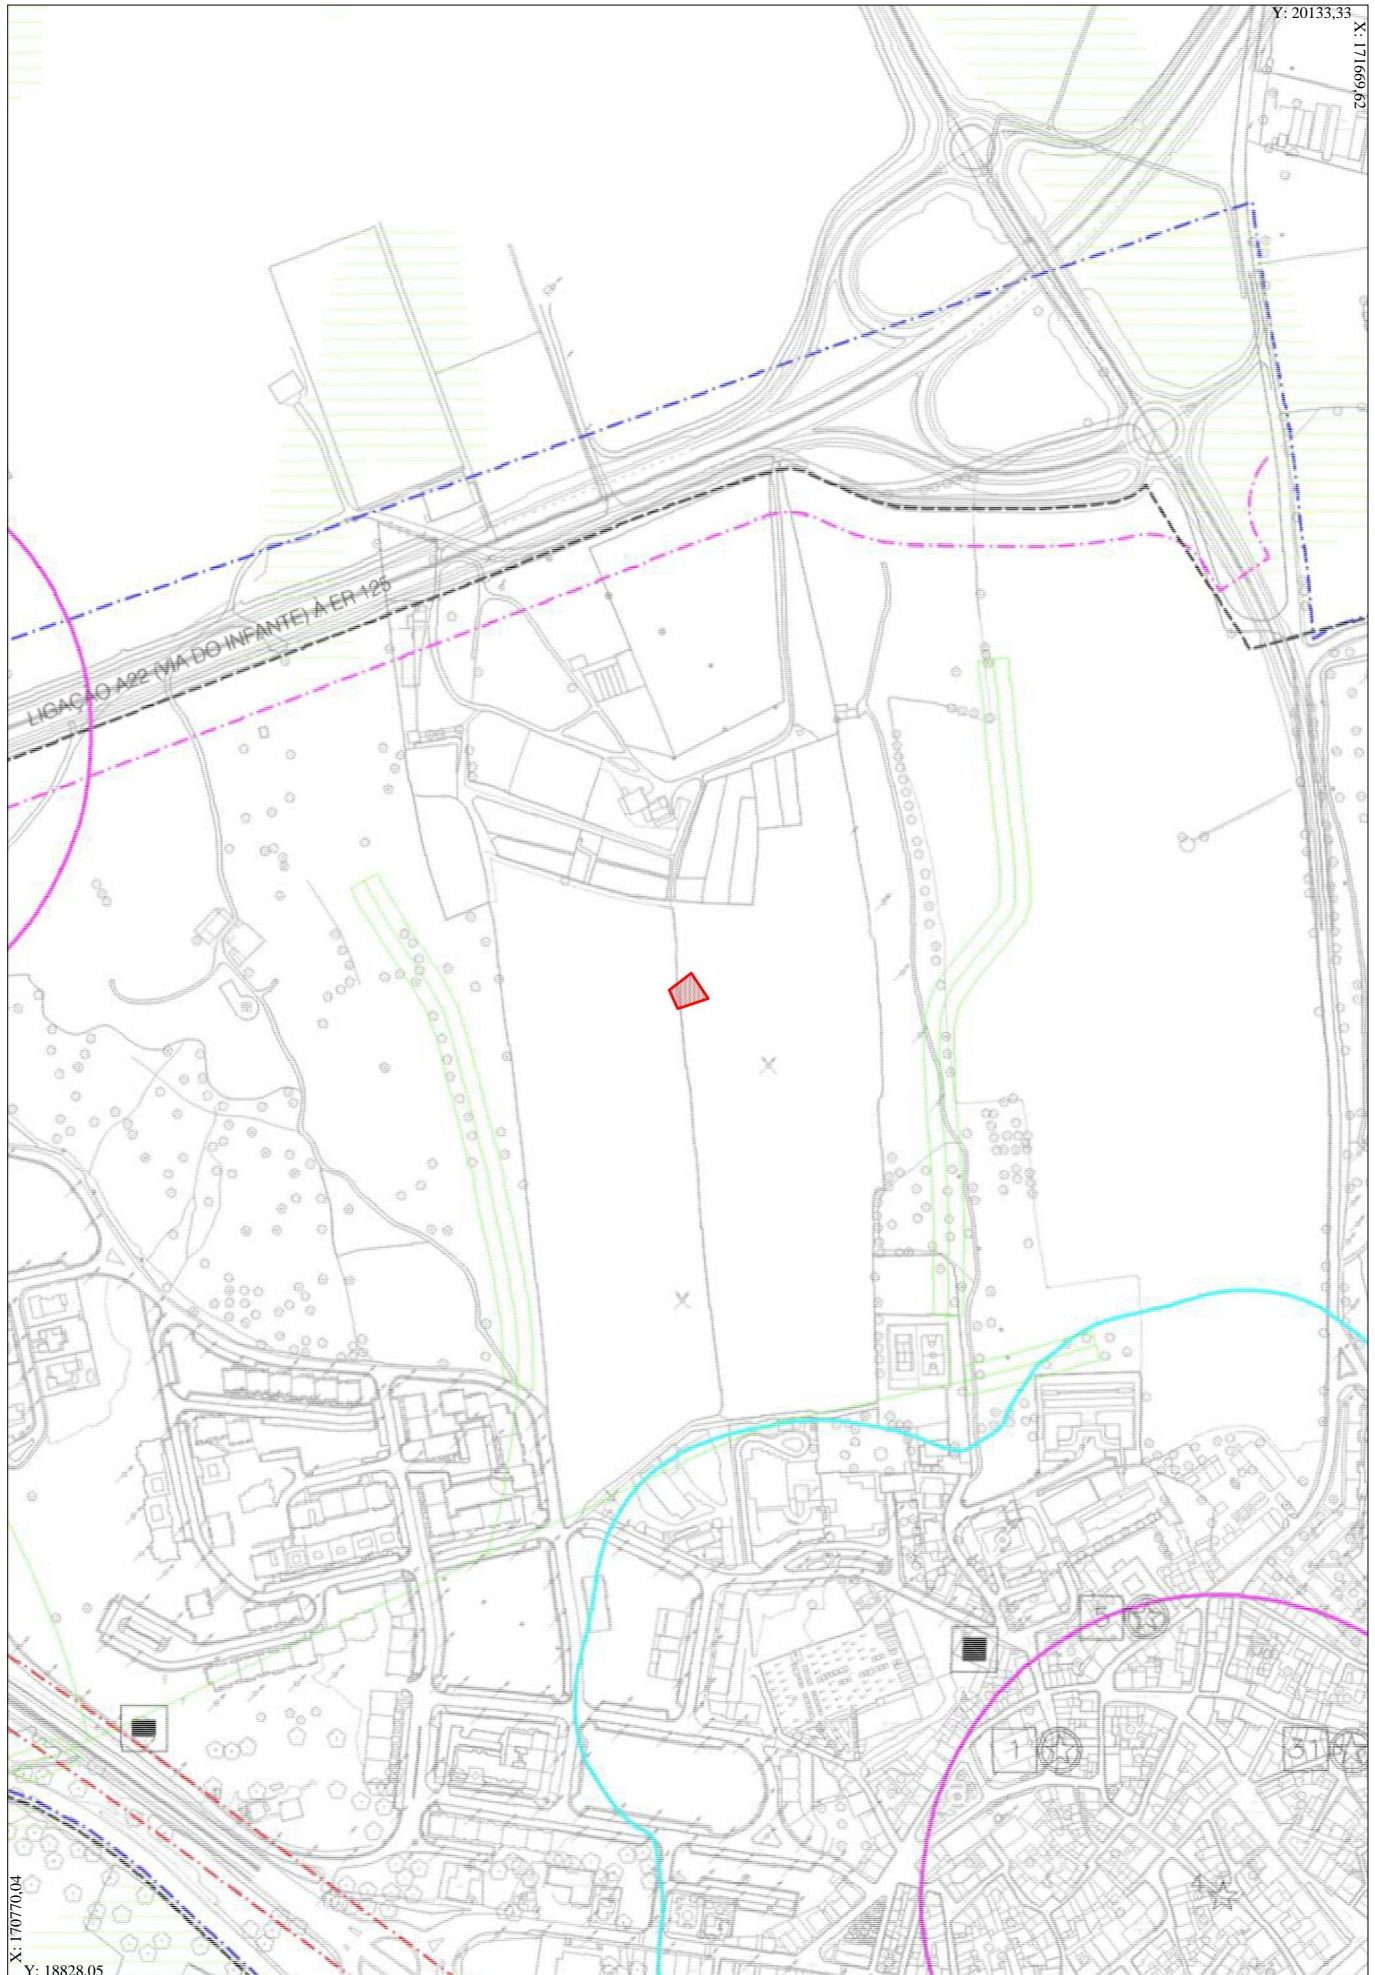 Y: 20133,33
X: 171669,62
LIGAÇÃO A22 (VIA DO INFANTE) À ER 125
1
31
X: 170770,04
Y: 18828,05